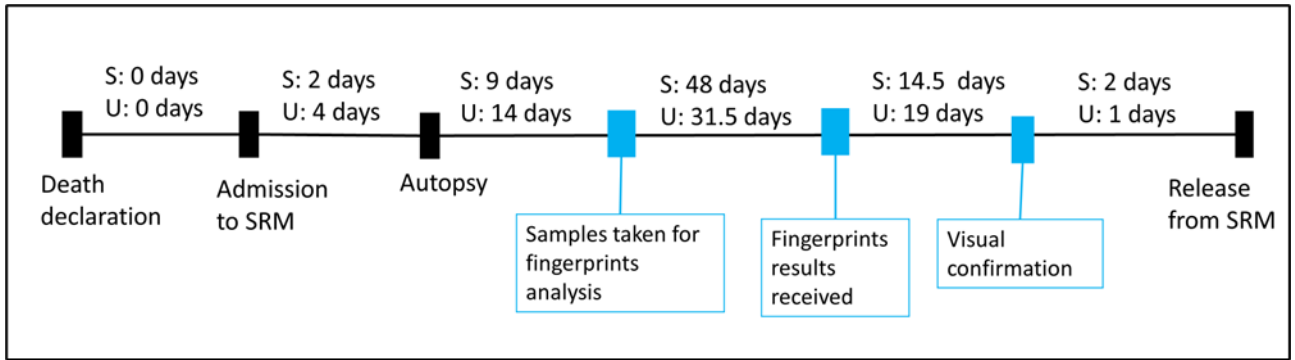 S: 0 days
U: 0 days
S: 2 days
U: 4 days
S: 9 days
U: 14 days
S: 48 days
U: 31.5 days
S: 14.5  days
U: 19 days
S: 2 days
U: 1 days
Death
declaration
Admission
to SRM
Autopsy
Samples taken for
fingerprints
analysis
Fingerprints
results
received
Visual
confirmation
Release
from SRM